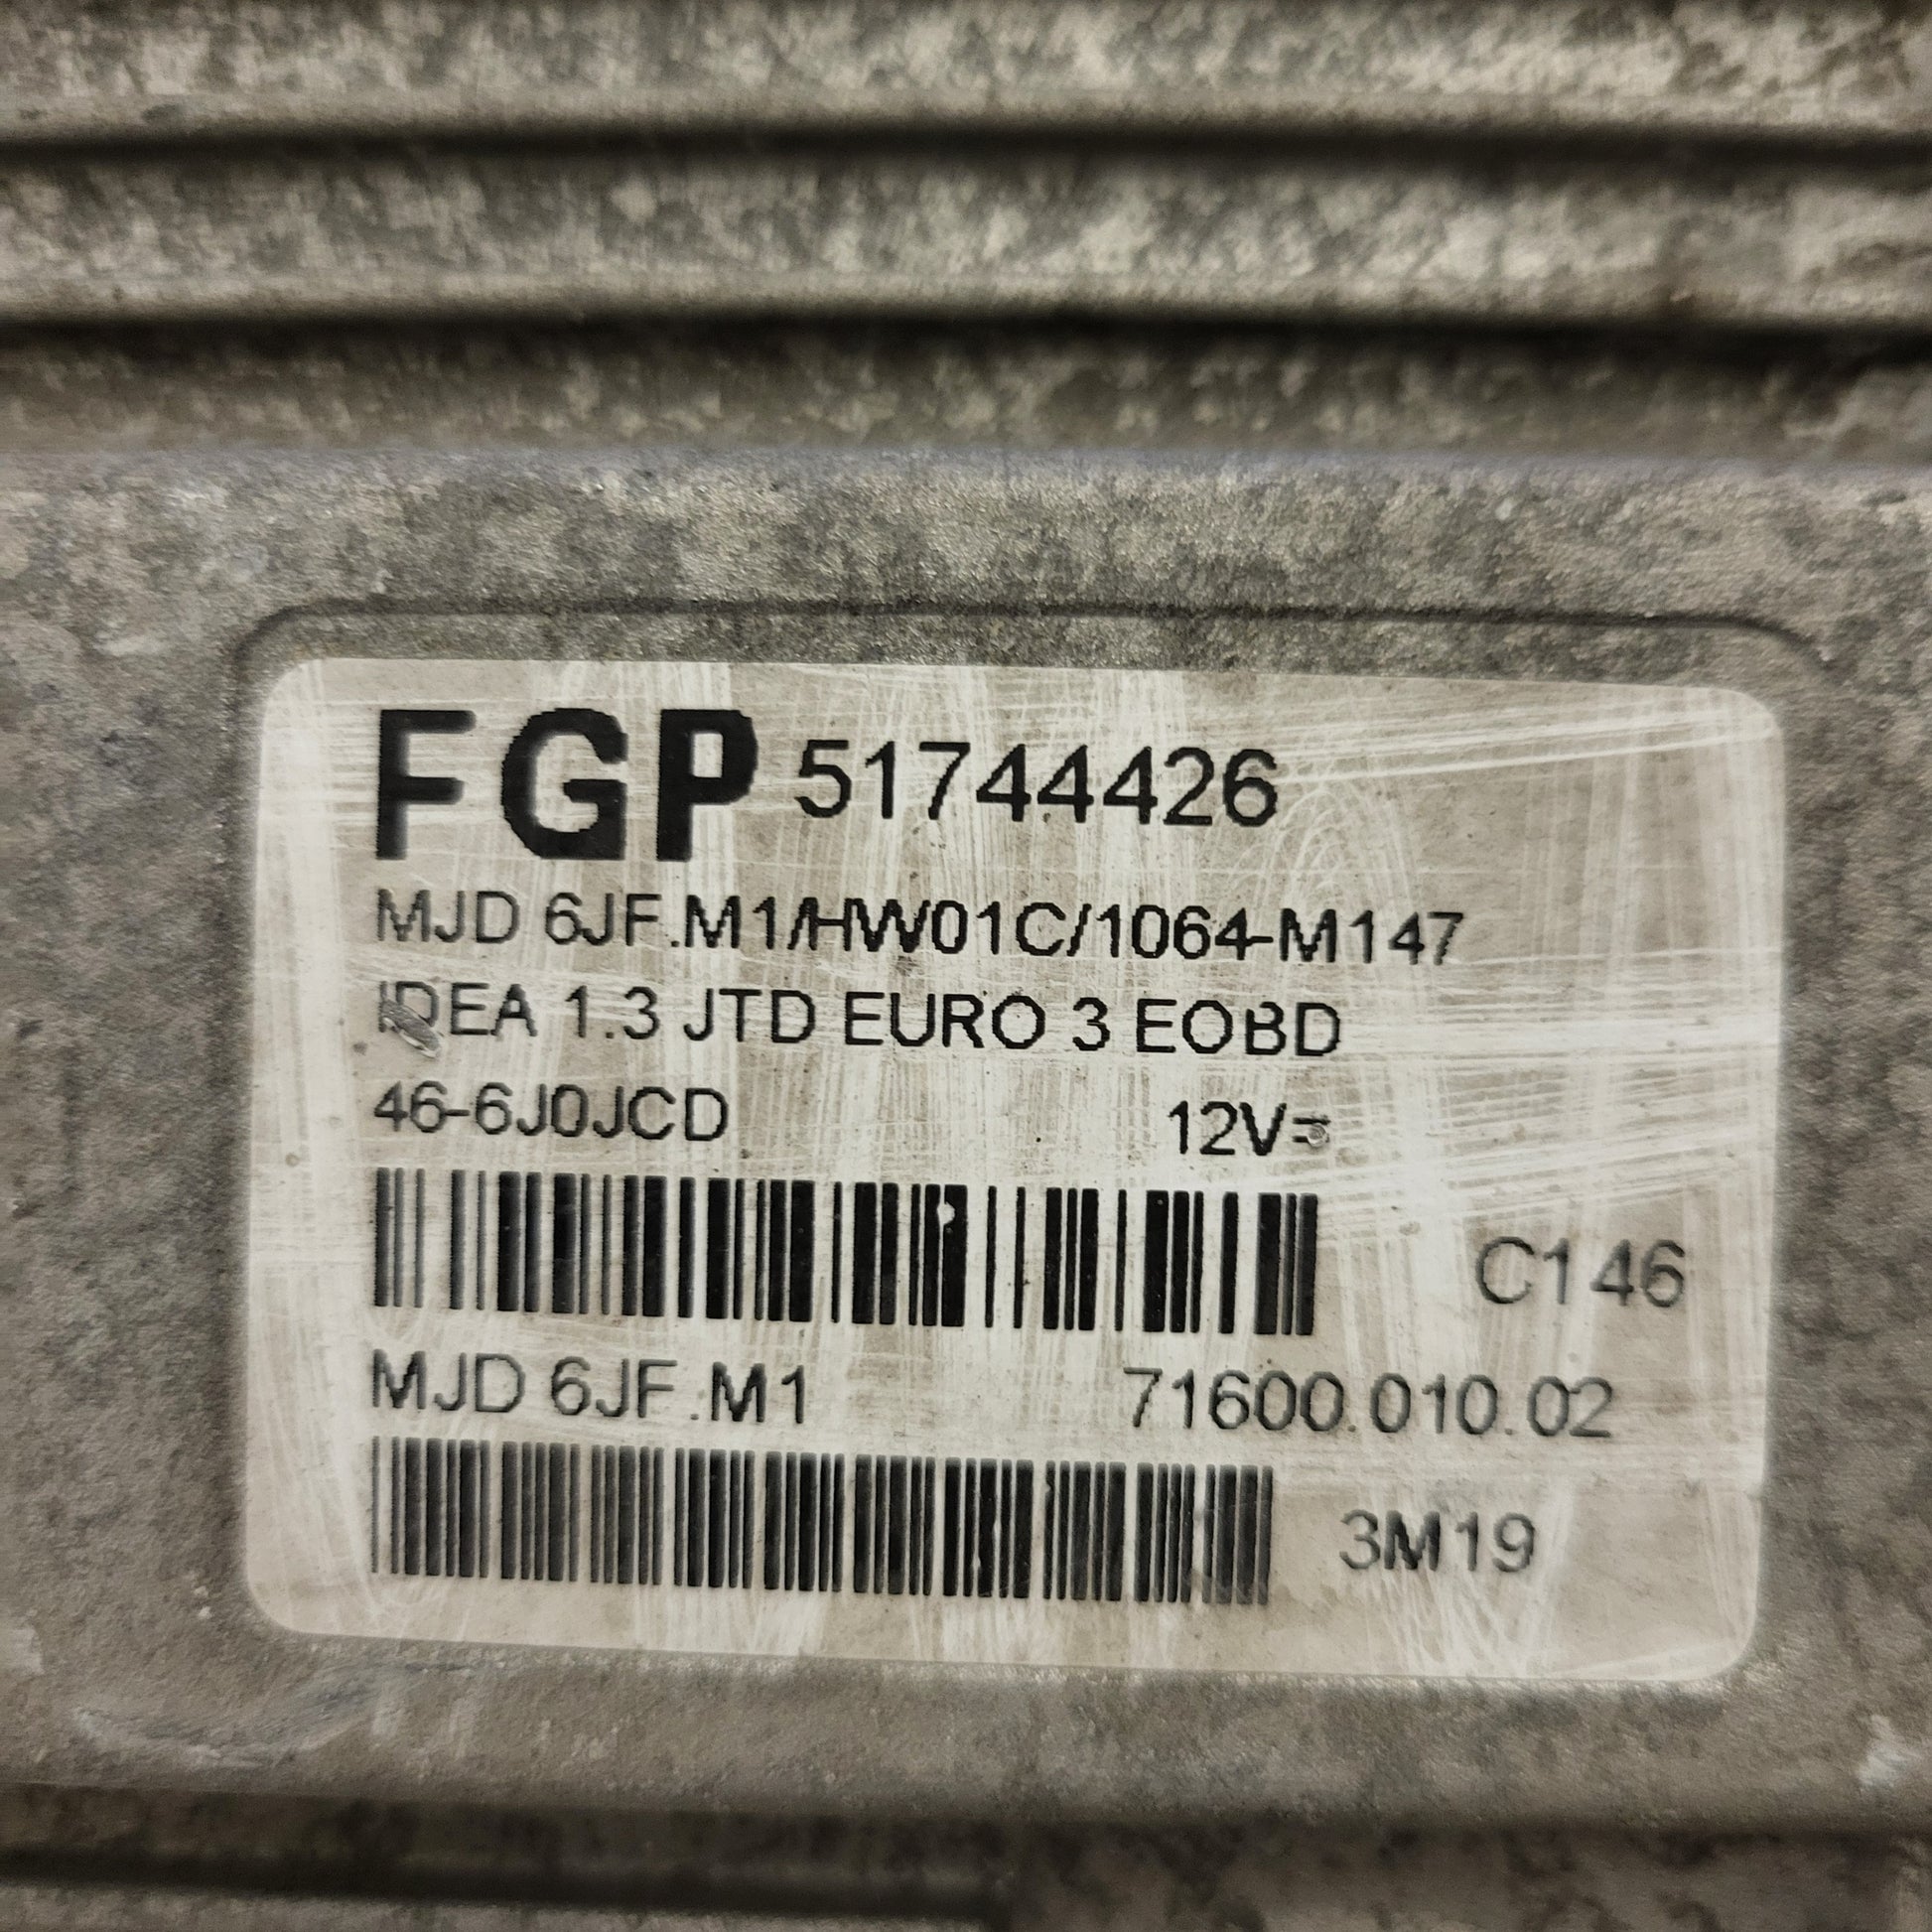 FGP 51744426
MJD 6JF.M1/HW01C/1064-M147
IDEA 1.3 JTD EURO 3 EOBD
46-6J0JCD 12V=
C146
MJD 6JF.M1 71600.010.02
3M19